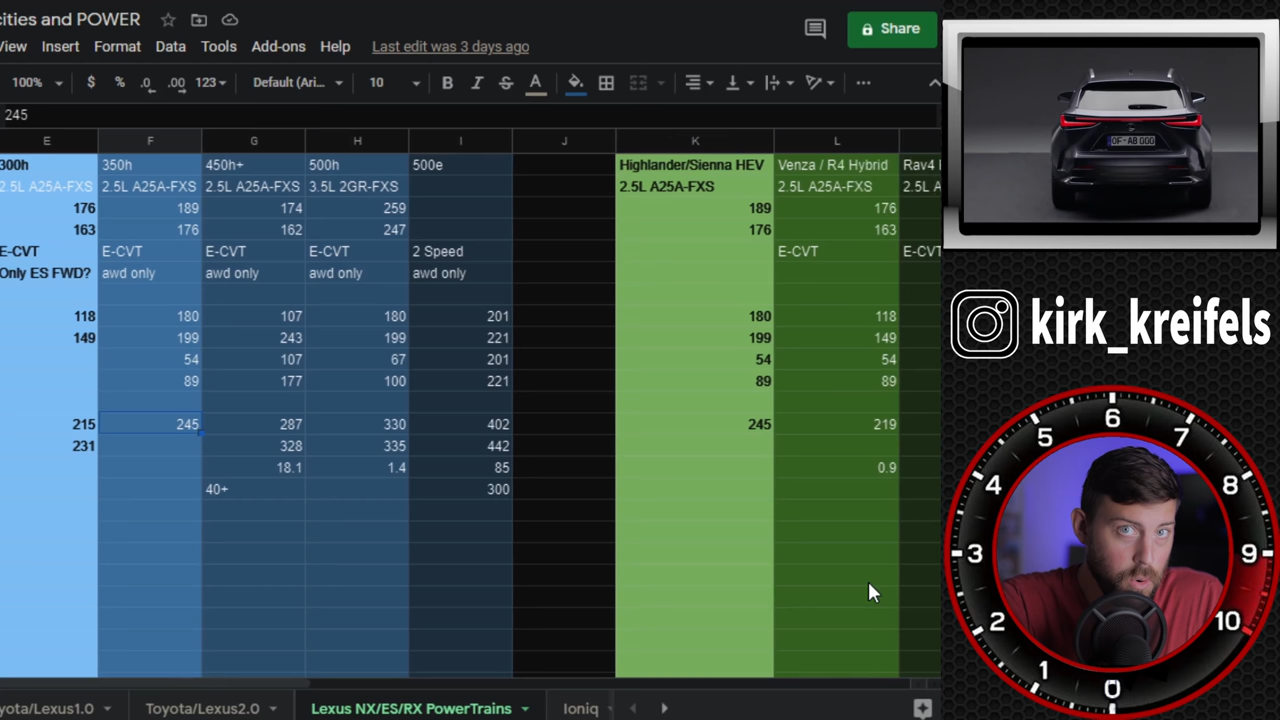 cities and POWER
View Insert Format Data Tools Add-ons Help Last edit was 3 days ago
Share
100% $ % .0 .00 123 Default (Ari... 10 B I S A ...
245
E F G H I J K L
300h 350h 450h+ 500h 500e Highlander/Sienna HEV Venza / R4 Hybrid Rav4
2.5L A25A-FXS 2.5L A25A-FXS 2.5L A25A-FXS 3.5L 2GR-FXS 2.5L A25A-FXS 2.5L A25A-FXS 2.5L A
176 189 174 259 189 176
163 176 162 247 176 163
E-CVT E-CVT E-CVT E-CVT 2 Speed E-CVT E-CVT
Only ES FWD? awd only awd only awd only awd only
118 180 107 180 201 180 118
149 199 243 199 221 199 149
54 107 67 201 54 54
89 177 100 221 89 89
215 245 287 330 402 245 219
231 328 335 442
18.1 1.4 85 0.9
40+ 300
yota/Lexus1.0 Toyota/Lexus2.0 Lexus NX/ES/RX PowerTrains Ioniq
OF-AB 000
kirk_kreifels
0 1 2 3 4 5 6 7 8 9 10